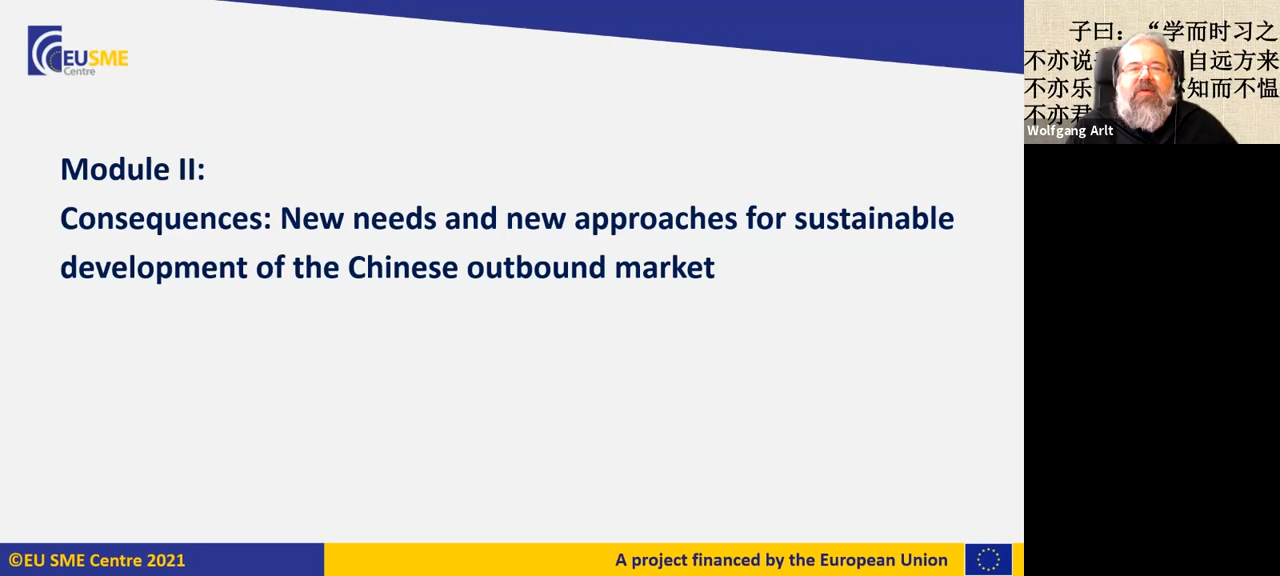 EUSME
Centre
Module II:
Consequences: New needs and new approaches for sustainable
development of the Chinese outbound market
©EU SME Centre 2021
A project financed by the European Union
子曰：“学而时习之
不亦说 自远方来
不亦乐 知而不愠
不亦君
Wolfgang Arlt